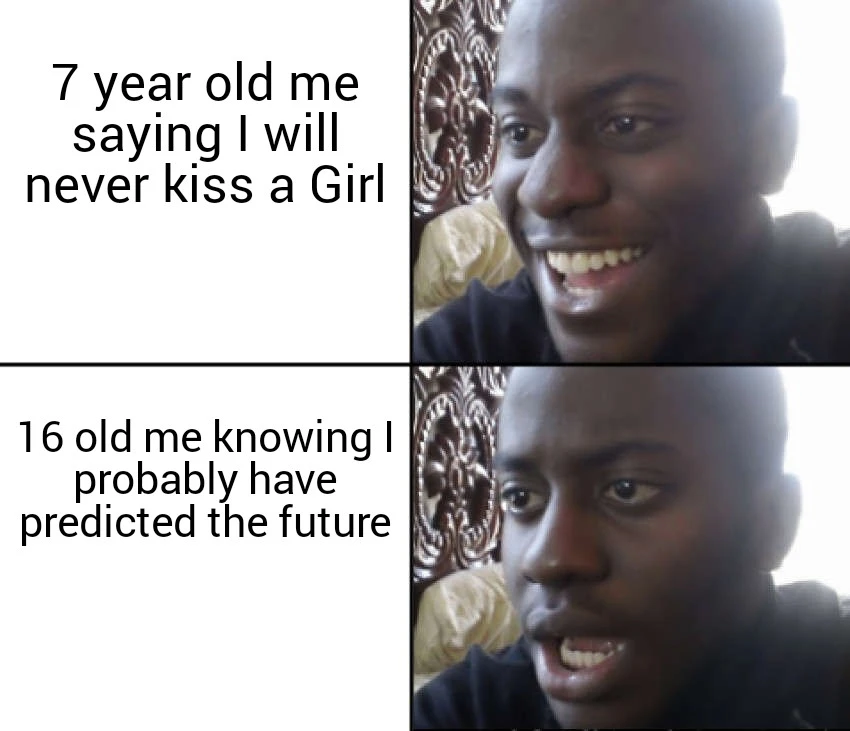 7 year old me
saying I will
never kiss a Girl
16 old me knowing I
probably have
predicted the future